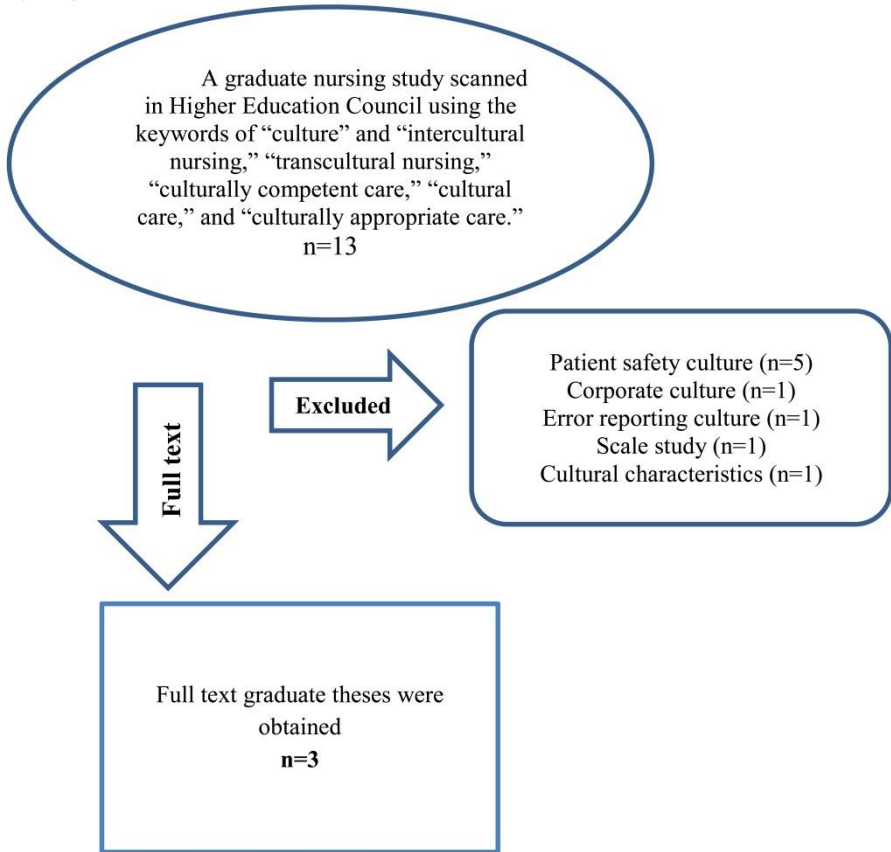 A graduate nursing study scanned
in Higher Education Council using the
keywords of “culture” and “intercultural
nursing,” “transcultural nursing,”
“culturally competent care,” “cultural
care,” and “culturally appropriate care.”
n=13
Patient safety culture (n=5)
Corporate culture (n=1)
Error reporting culture (n=1)
Scale study (n=1)
Cultural characteristics (n=1)
Excluded
Full text
Full text graduate theses were
obtained
n=3